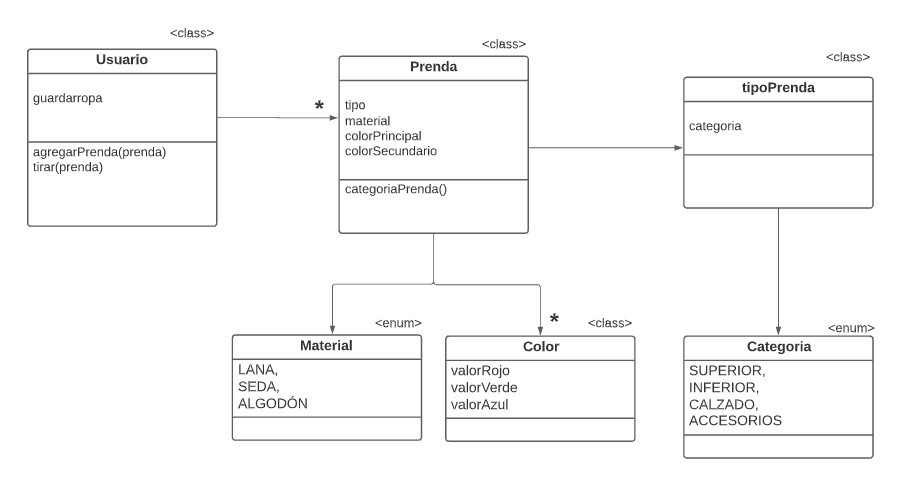 <class>
Usuario
guardarropa
agregarPrenda(prenda)
tirar(prenda)
*
<class>
Prenda
tipo
material
colorPrincipal
colorSecundario
categoriaPrenda()
<class>
tipoPrenda
categoria
<enum>
Material
LANA,
SEDA,
ALGODÓN
*
<class>
Color
valorRojo
valorVerde
valorAzul
<enum>
Categoria
SUPERIOR,
INFERIOR,
CALZADO,
ACCESORIOS